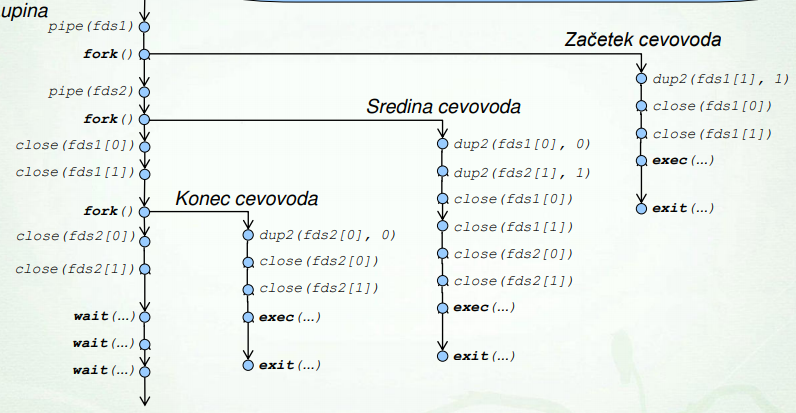 upina
pipe(fds1)
fork()
Začetek cevovoda
dup2(fds1[1], 1)
close(fds1[0])
close(fds1[1])
exec(...)
exit(...)
pipe(fds2)
fork()
Sredina cevovoda
dup2(fds1[0], 0)
dup2(fds2[1], 1)
close(fds1[0])
close(fds1[1])
close(fds2[0])
close(fds2[1])
exec(...)
exit(...)
close(fds1[0])
close(fds1[1])
fork()
Konec cevovoda
dup2(fds2[0], 0)
close(fds2[0])
close(fds2[1])
exec(...)
exit(...)
close(fds2[0])
close(fds2[1])
wait(...)
wait(...)
wait(...)